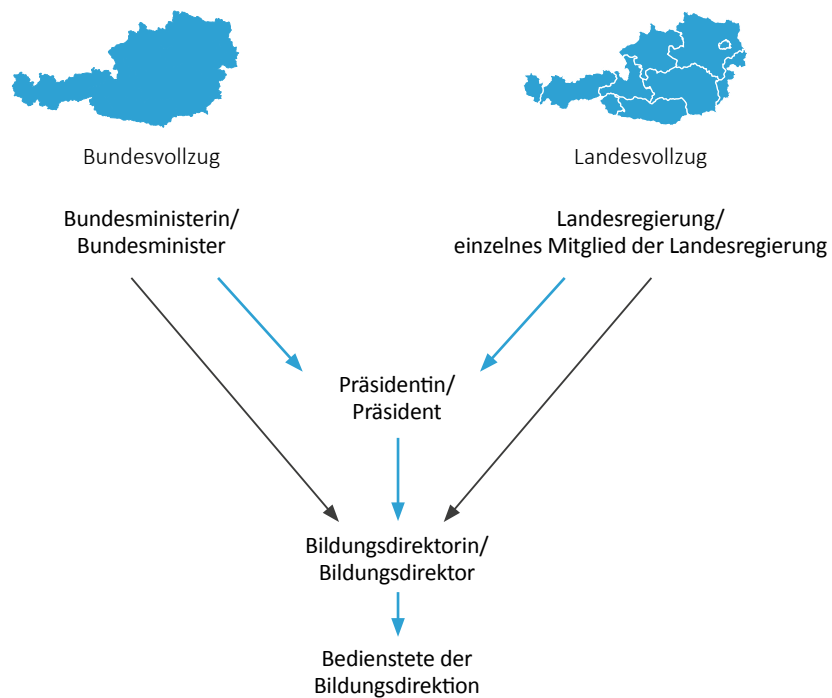 Bundesvollzug
Landesvollzug
Bundesministerin/
Bundesminister
Landesregierung/
einzelnes Mitglied der Landesregierung
Präsidentin/
Präsident
Bildungsdirektorin/
Bildungsdirektor
Bedienstete der
Bildungsdirektion